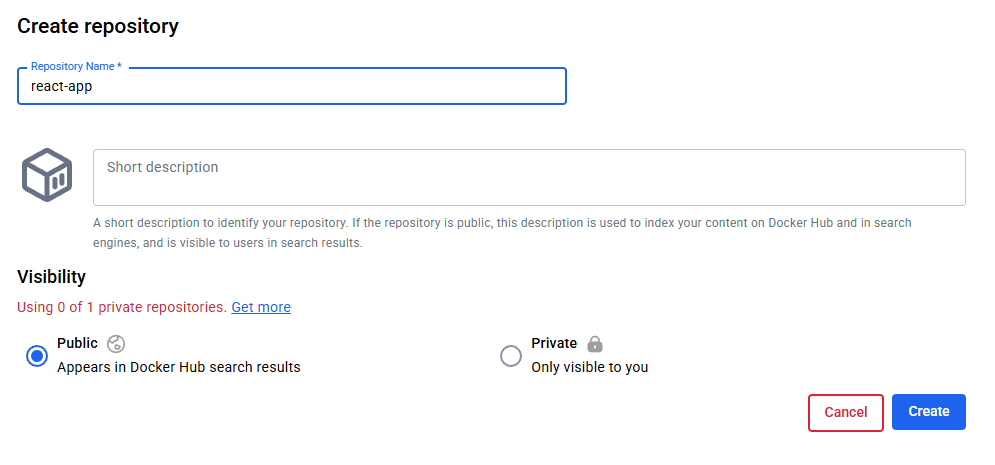 Create repository
Repository Name *
react-app
Short description
A short description to identify your repository. If the repository is public, this description is used to index your content on Docker Hub and in search
engines, and is visible to users in search results.
Visibility
Using 0 of 1 private repositories. Get more
Public
Appears in Docker Hub search results
Private
Only visible to you
Cancel
Create